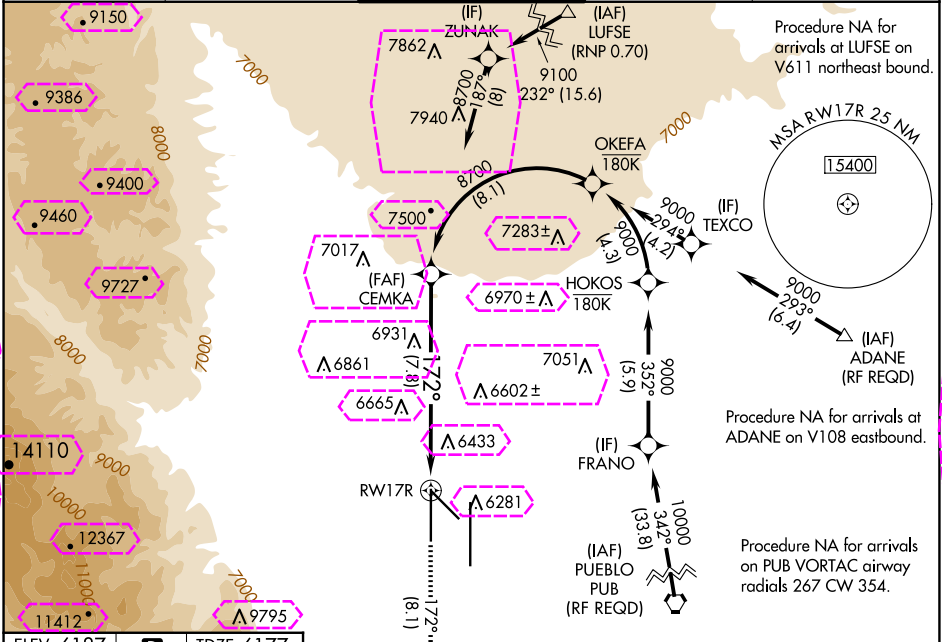 9150
(IF)
ZUNAK
(IAF)
LUFSE
(RNP 0.70)
Procedure NA for
arrivals at LUFSE on
V611 northeast bound.
7862
7000
9100
232° (15.6)
8700
187°
(8)
7940
9386
8000
7000
MSA RW17R 25 NM
15400
OKEFA
180K
8700
(8.1)
9400
9460
7500
7283±
9000
294°
(4.2)
(IF)
TEXCO
9000
(4.3)
7017
(FAF)
CEMKA
9727
6970±
HOKOS
180K
9000
293°
(6.4)
(IAF)
ADANE
(RF REQD)
8000
7000
6931
6861
(7.8)
172°
7051
6602±
9000
352°
(5.9)
6665
6433
Procedure NA for arrivals at
ADANE on V108 eastbound.
(IF)
FRANO
14110
9000
RW17R
6281
10000
10000
342°
(33.8)
12367
11000
(IAF)
PUEBLO
PUB
(RF REQD)
Procedure NA for arrivals
on PUB VORTAC airway
radials 267 CW 354.
7000
172°
(8.1)
11412
9795
ELEV 6187
TDZE 6177